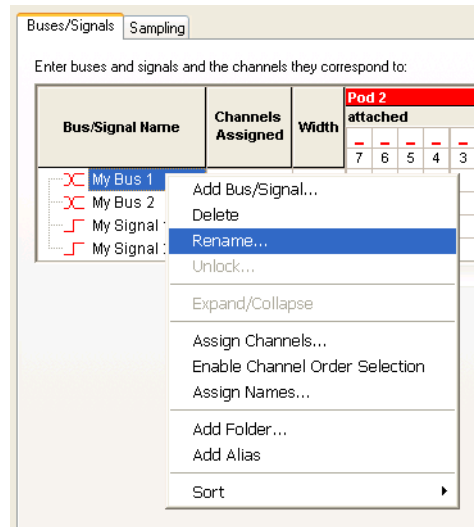 Buses/Signals Sampling
Enter buses and signals and the channels they correspond to:
Bus/Signal Name Channels Assigned Width Pod 2
attached
7 6 5 4 3
My Bus 1
My Bus 2
My Signal
My Signal
Add Bus/Signal...
Delete
Rename...
Unlock...
Expand/Collapse
Assign Channels...
Enable Channel Order Selection
Assign Names...
Add Folder...
Add Alias
Sort